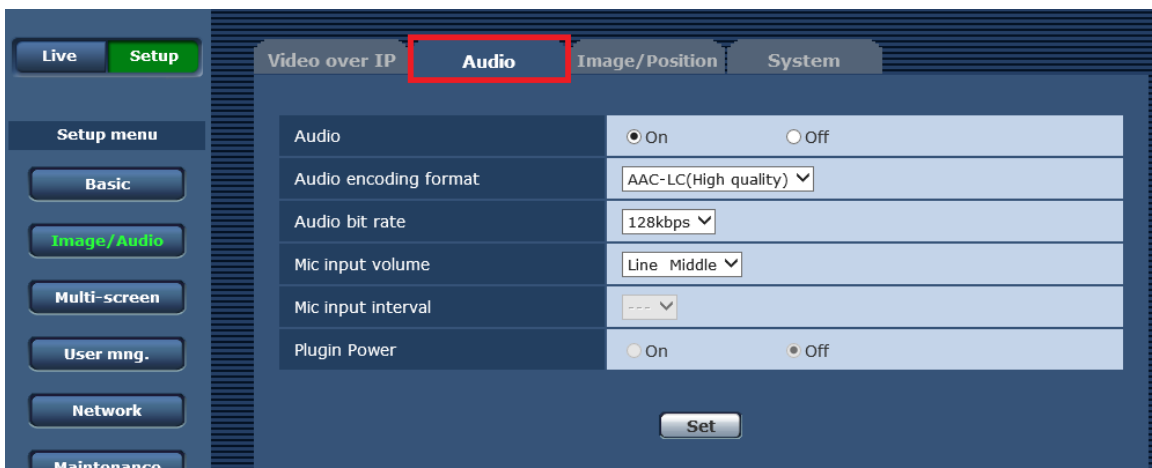 Live Setup
Video over IP Audio Image/Position System
Setup menu
Basic
Image/Audio
Multi-screen
User mng.
Network
Maintenance
Audio On Off
Audio encoding format AAC-LC(High quality)
Audio bit rate 128kbps
Mic input volume Line Middle
Mic input interval ---
Plugin Power On Off
Set